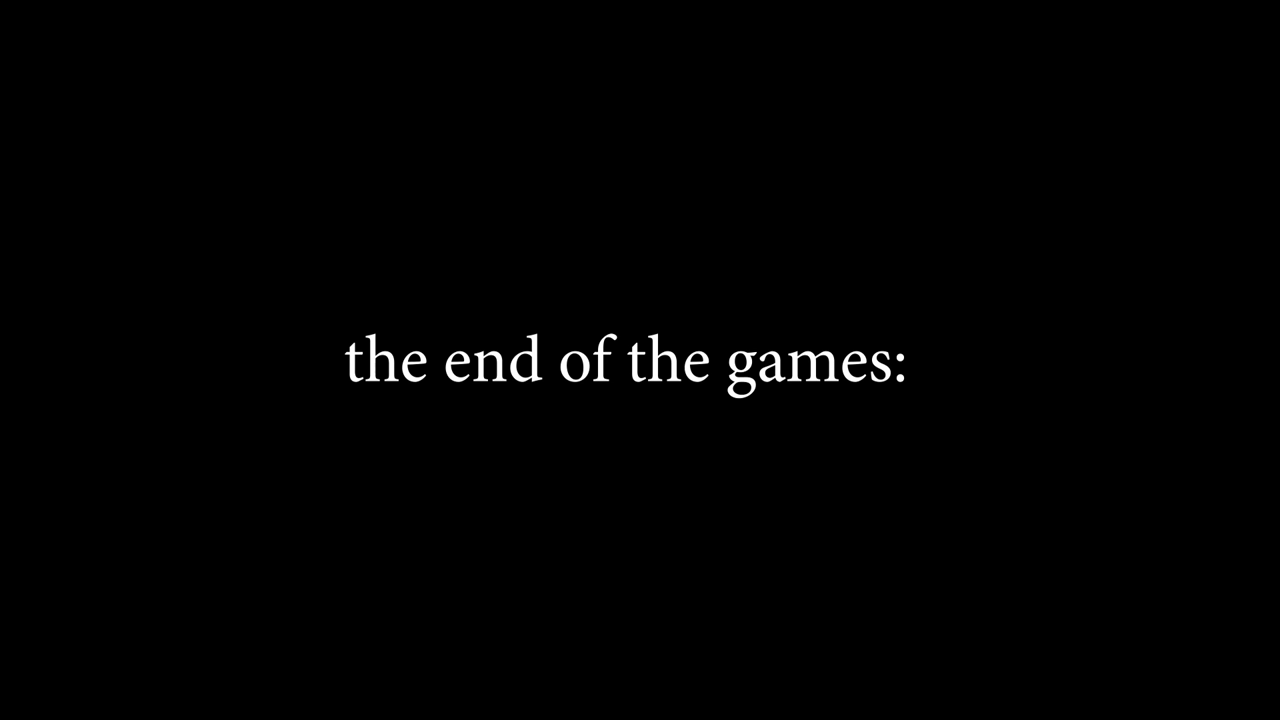 the end of the games: